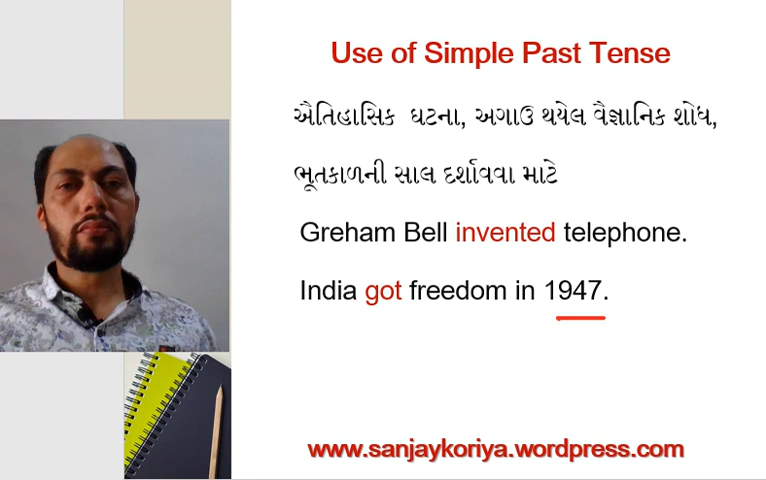 Use of Simple Past Tense
ઐતિહાસિક ઘટના, અગાઉ થયેલ વૈજ્ઞાનિક શોધ,
ભૂતકાળની સાલ દર્શાવવા માટે
Greham Bell invented telephone.
India got freedom in 1947.
www.sanjaykoriya.wordpress.com